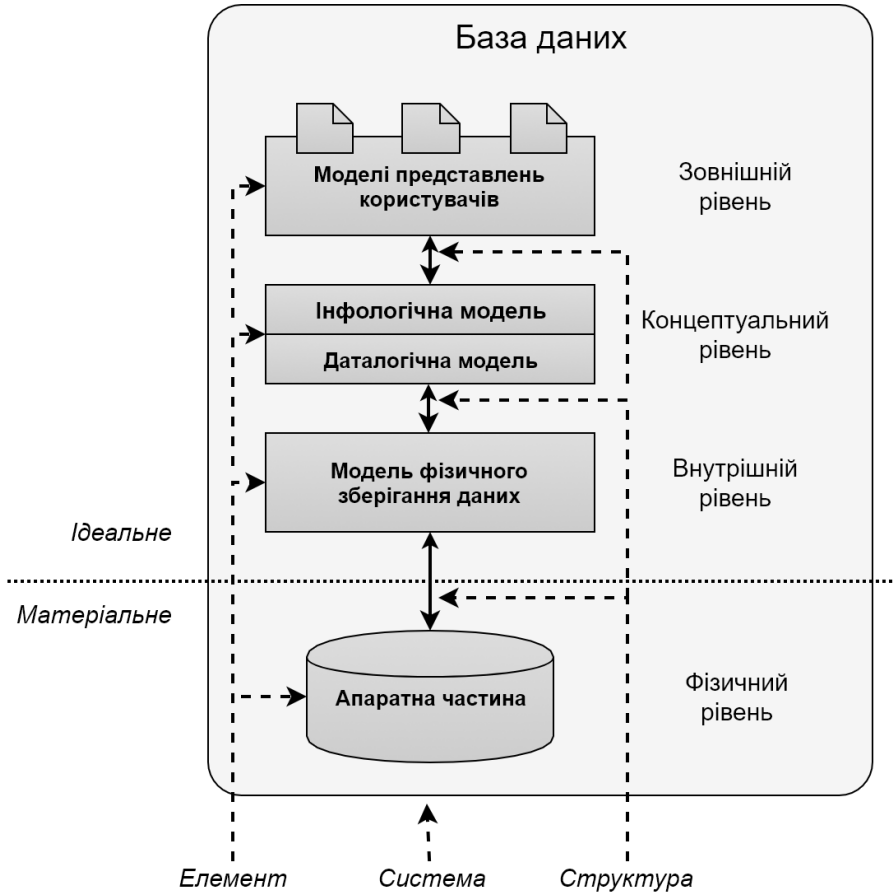 База даних
Моделі представлень
користувачів
Зовнішній
рівень
Інфологічна модель
Даталогічна модель
Концептуальний
рівень
Модель фізичного
зберігання даних
Внутрішній
рівень
Ідеальне
Матеріальне
Апаратна частина
Фізичний
рівень
Елемент
Система
Структура